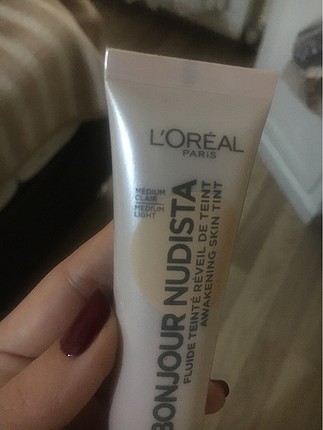 L'ORÉAL
PARIS
MEDIUM
CLAIR
MEDIUM
LIGHT
BONJOUR NUDISTA
FLUIDE TEINTÉ RÉVEIL DE TEINT
AWAKENING SKIN TINT